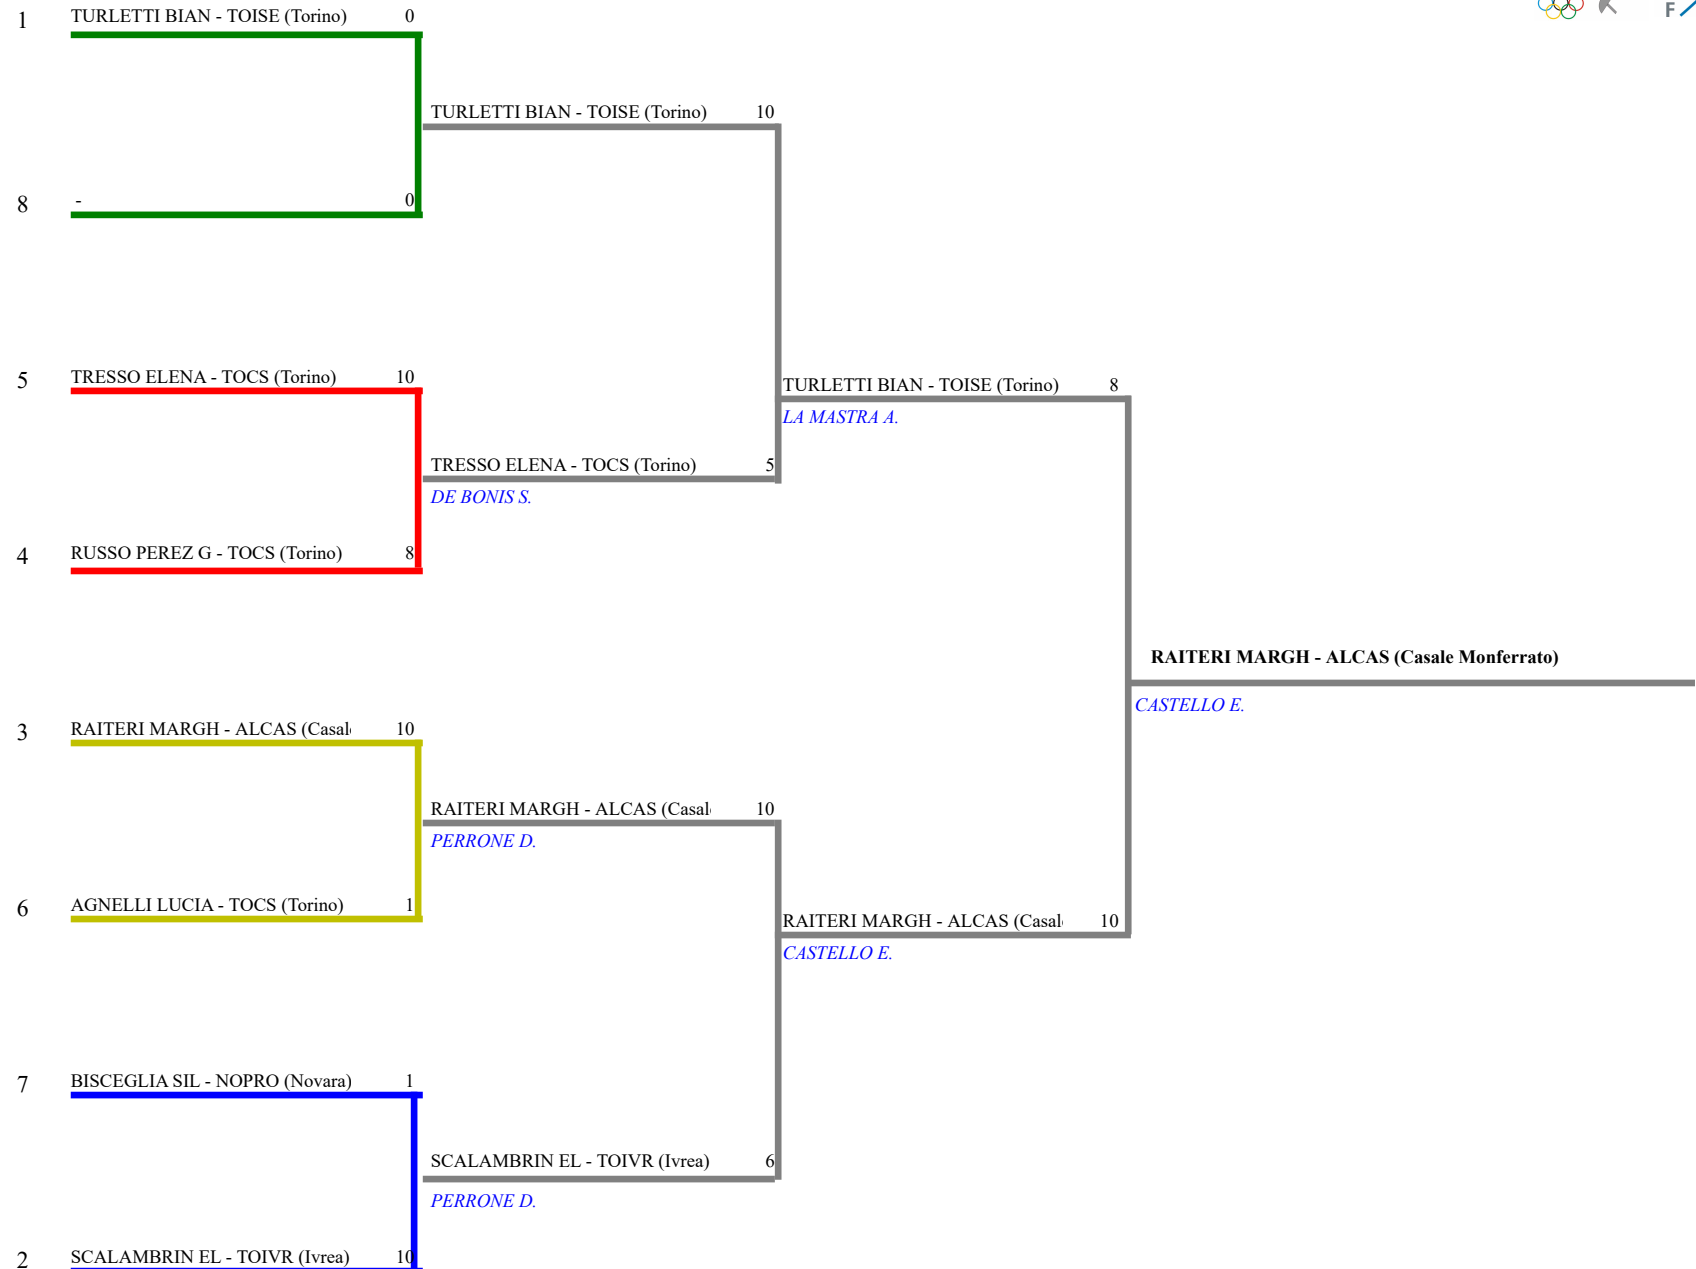 1 TURLETTI BIAN - TOISE (Torino) 0
F
TURLETTI BIAN - TOISE (Torino) 10
8 - 0
5 TRESSO ELENA - TOCS (Torino) 10
TURLETTI BIAN - TOISE (Torino) 8
LA MASTRA A.
TRESSO ELENA - TOCS (Torino) 5
DE BONIS S.
4 RUSSO PEREZ G - TOCS (Torino) 8
RAITERI MARGH - ALCAS (Casale Monferrato)
CASTELLO E.
3 RAITERI MARGH - ALCAS (Casal 10
RAITERI MARGH - ALCAS (Casal 10
PERRONE D.
6 AGNELLI LUCIA - TOCS (Torino) 1
RAITERI MARGH - ALCAS (Casal 10
CASTELLO E.
7 BISCEGLIA SIL - NOPRO (Novara) 1
SCALAMBRIN EL - TOIVR (Ivrea) 6
PERRONE D.
2 SCALAMBRIN EL - TOIVR (Ivrea) 10